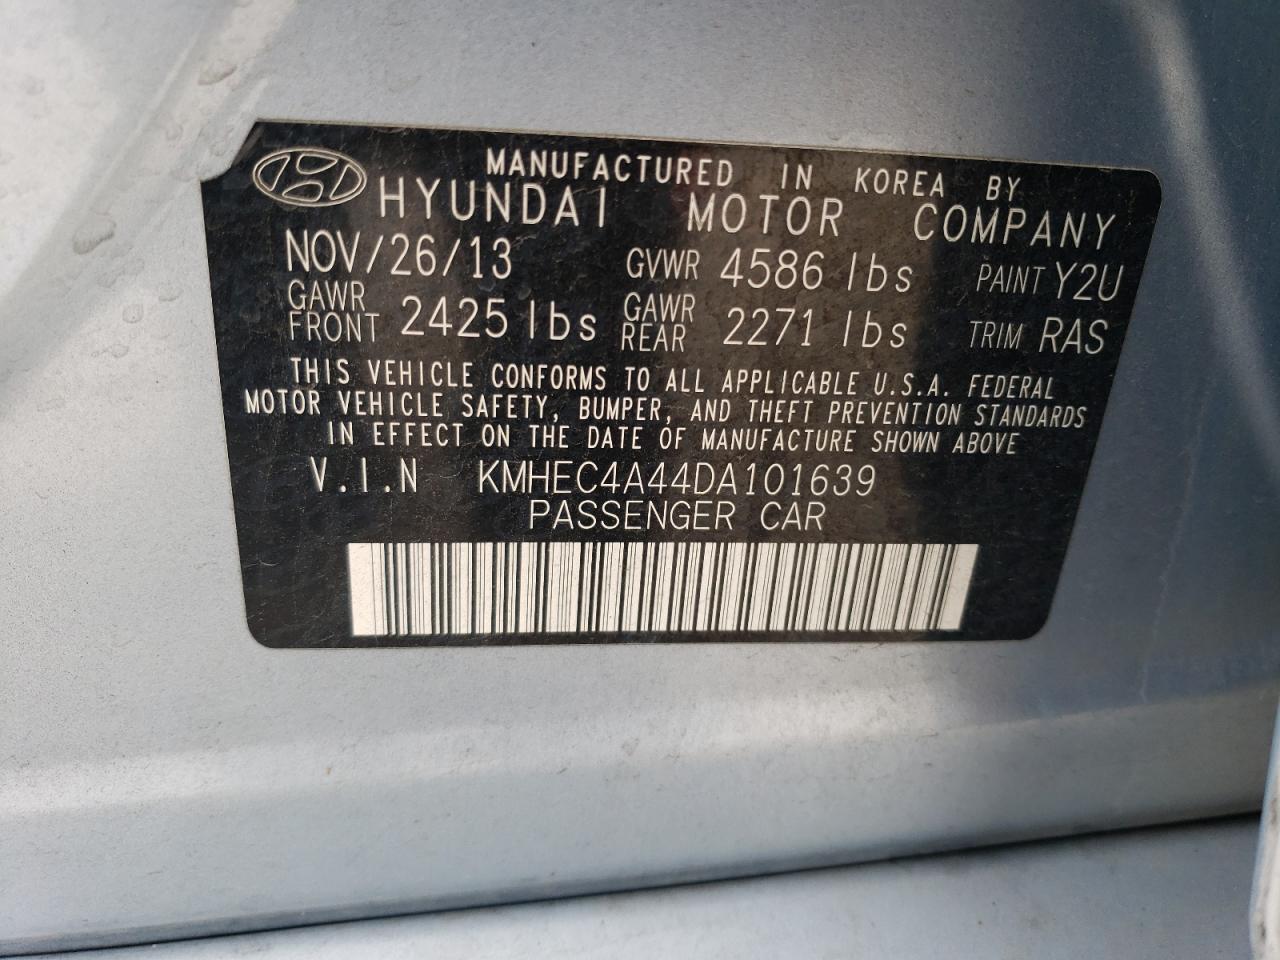 MANUFACTURED IN KOREA BY
HYUNDAI MOTOR COMPANY
NOV/26/13 GVWR 4586 lbs PAINT Y2U
GAWR FRONT 2425 lbs GAWR REAR 2271 lbs TRIM RAS
THIS VEHICLE CONFORMS TO ALL APPLICABLE U.S.A. FEDERAL
MOTOR VEHICLE SAFETY, BUMPER, AND THEFT PREVENTION STANDARDS
IN EFFECT ON THE DATE OF MANUFACTURE SHOWN ABOVE
V.I.N KMHEC4A44DA101639
PASSENGER CAR